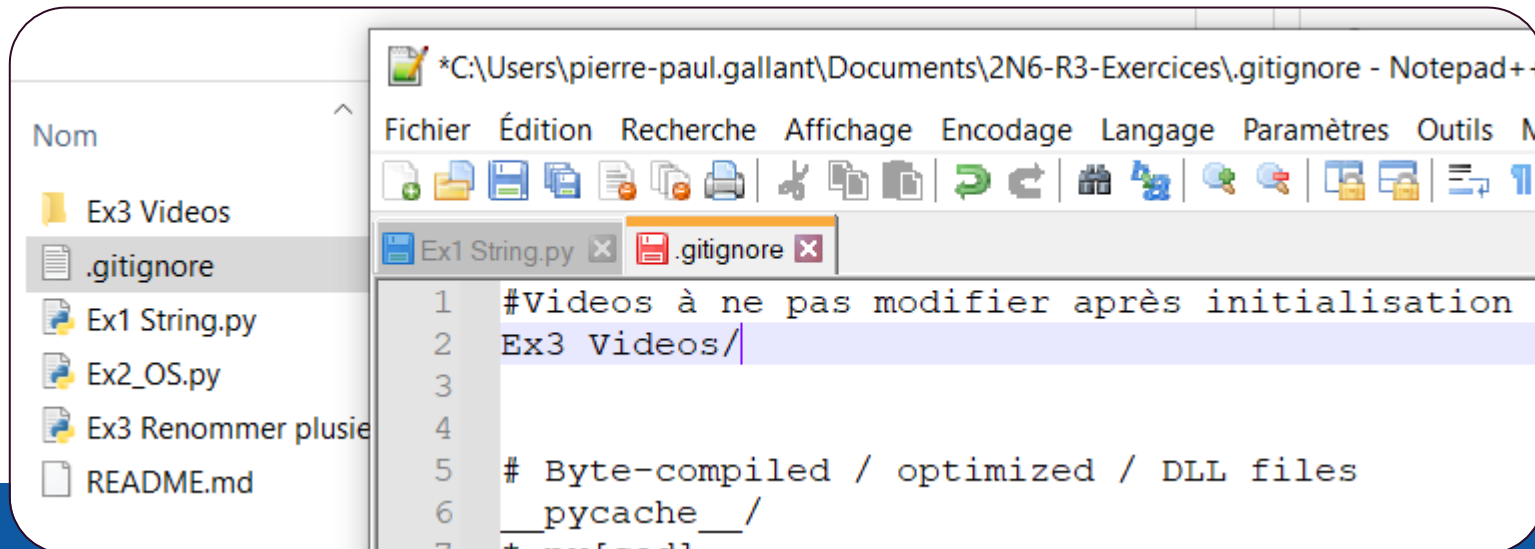 Nom
Ex3 Videos
.gitignore
Ex1 String.py
Ex2_OS.py
Ex3 Renommer plusie
README.md
*C:\Users\pierre-paul.gallant\Documents\2N6-R3-Exercices\.gitignore - Notepad++
Fichier Édition Recherche Affichage Encodage Langage Paramètres Outils
Ex1 String.py .gitignore
1 #Videos à ne pas modifier après initialisation
2 Ex3 Videos/
3
4
5 # Byte-compiled / optimized / DLL files
6 __pycache__/